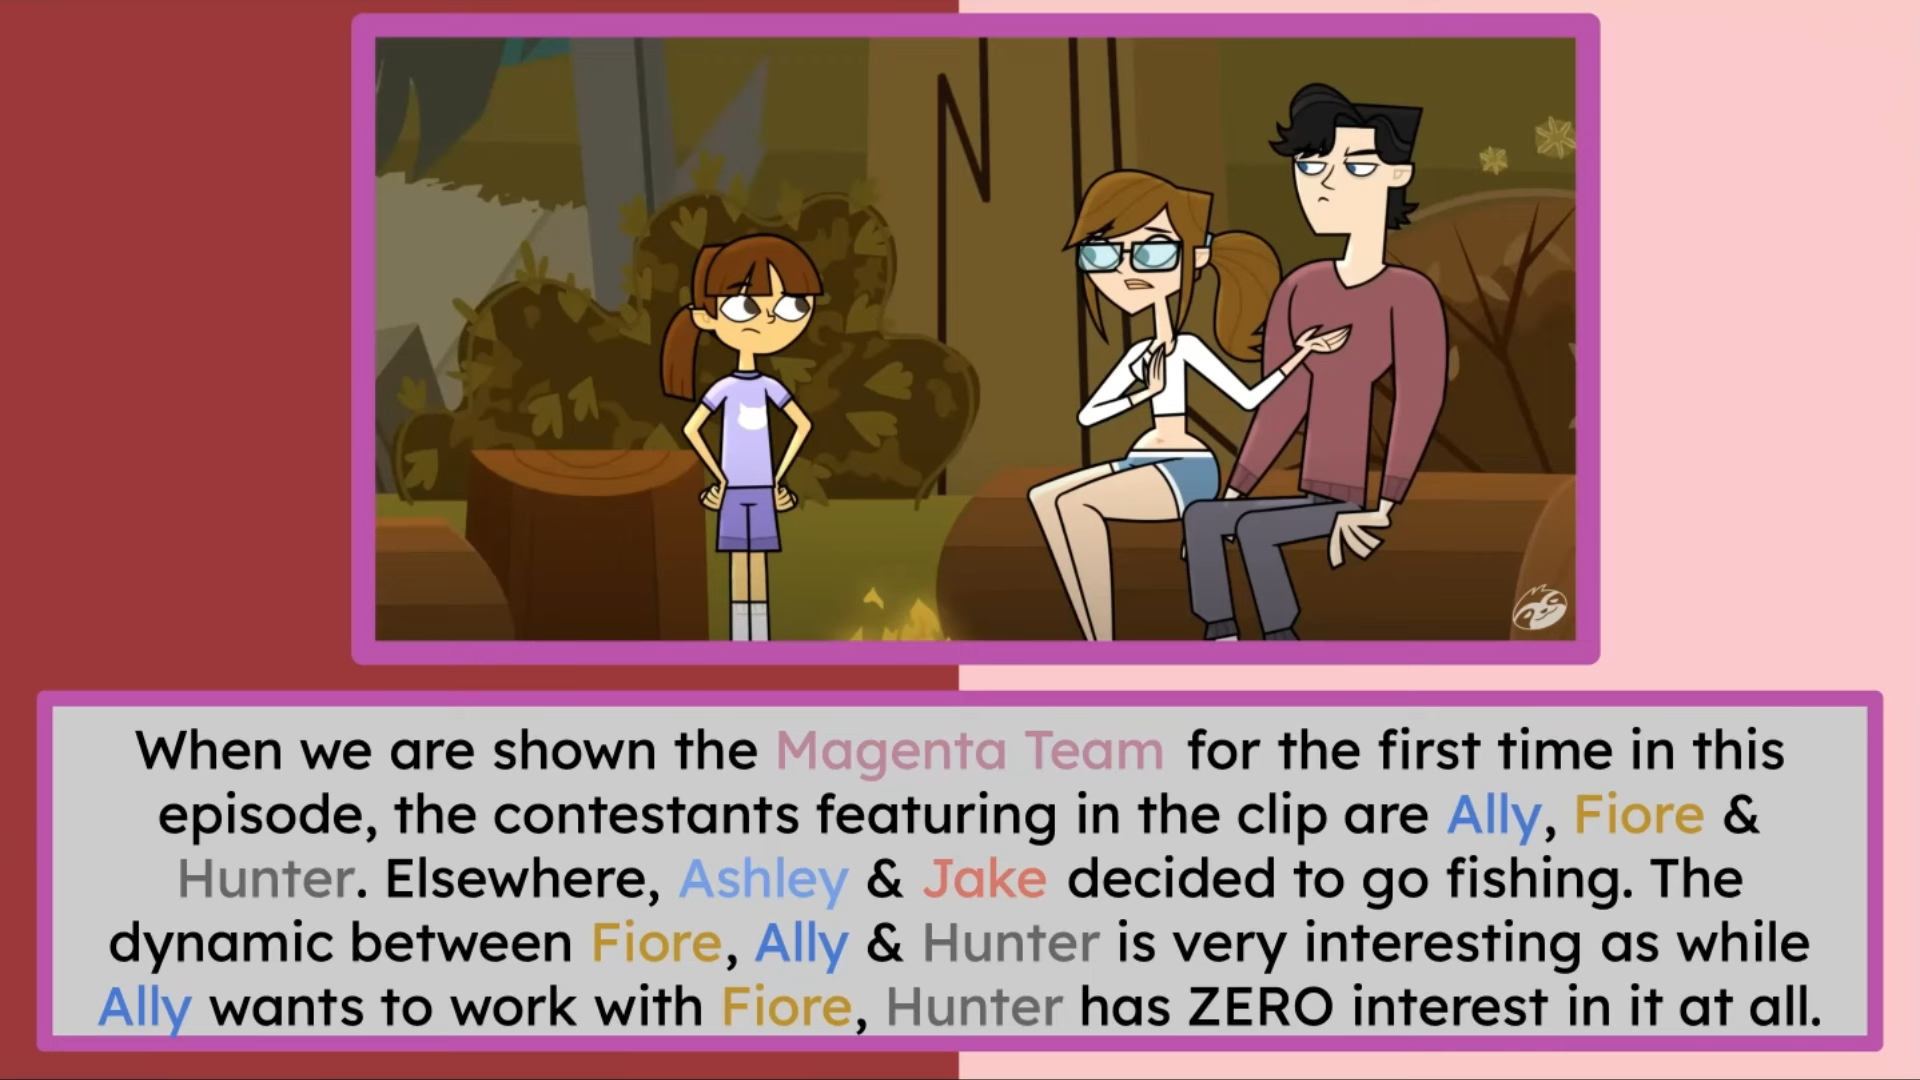 When we are shown the Magenta Team for the first time in this
episode, the contestants featuring in the clip are Ally, Fiore &
Hunter. Elsewhere, Ashley & Jake decided to go fishing. The
dynamic between Fiore, Ally & Hunter is very interesting as while
Ally wants to work with Fiore, Hunter has ZERO interest in it at all.